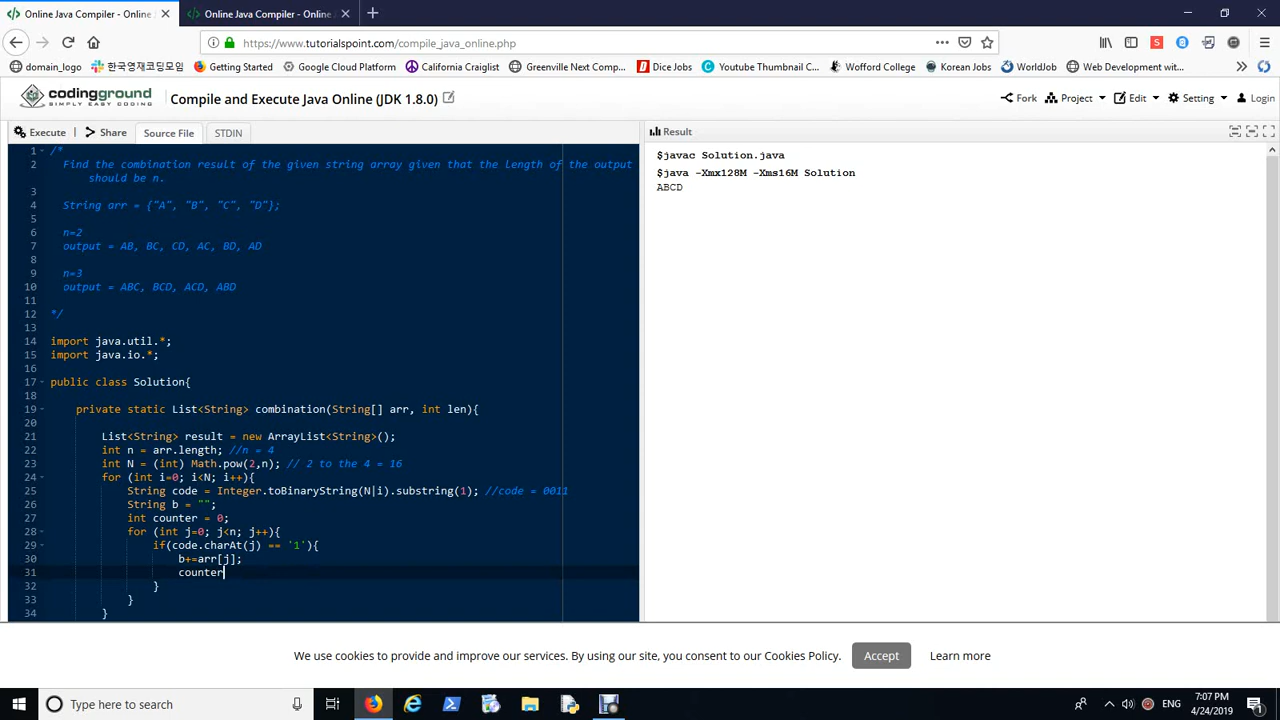 Online Java Compiler - Online
Online Java Compiler - Online
https://www.tutorialspoint.com/compile_java_online.php
domain_logo 한국영재코딩모임 Getting Started Google Cloud Platform California Craiglist Greenville Next Comp... Dice Jobs Youtube Thumbnail C... Wofford College Korean Jobs WorldJob Web Development wit...
codingground
SIMPLY EASY CODING
Compile and Execute Java Online (JDK 1.8.0)
Fork Project Edit Setting Login
Execute Share Source File STDIN
Result
1 /*
2 Find the combination result of the given string array given that the length of the output
should be n.
3
4 String arr = {"A", "B", "C", "D"};
5
6 n=2
7 output = AB, BC, CD, AC, BD, AD
8
9 n=3
10 output = ABC, BCD, ACD, ABD
11
12 */
13
14 import java.util.*;
15 import java.io.*;
16
17 public class Solution{
18
19 private static List<String> combination(String[] arr, int len){
20
21 List<String> result = new ArrayList<String>();
22 int n = arr.length; //n = 4
23 int N = (int) Math.pow(2,n); // 2 to the 4 = 16
24 for (int i=0; i<N; i++){
25 String code = Integer.toBinaryString(N|i).substring(1); //code = 0011
26 String b = "";
27 int counter = 0;
28 for (int j=0; j<n; j++){
29 if(code.charAt(j) == '1'){
30 b+=arr[j];
31 counter
32 }
33 }
34 }
$javac Solution.java
$java -Xmx128M -Xms16M Solution
ABCD
We use cookies to provide and improve our services. By using our site, you consent to our Cookies Policy. Accept Learn more
Type here to search
ENG
7:07 PM
4/24/2019